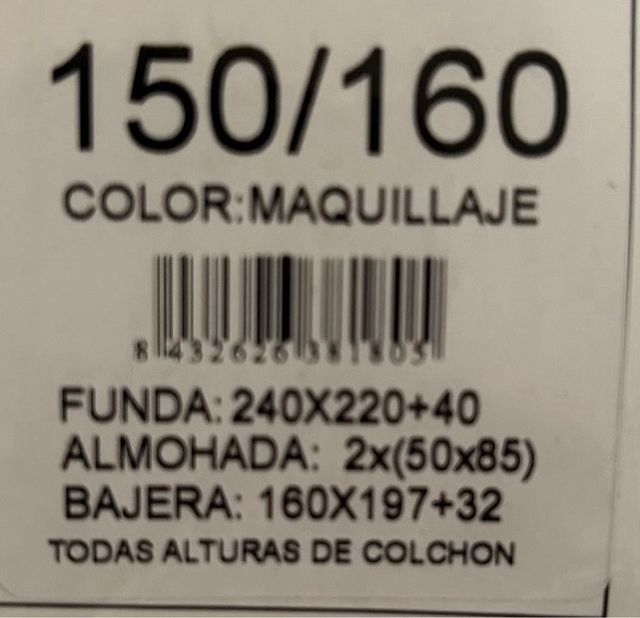 150/160
COLOR:MAQUILLAJE
8 432626 381805
FUNDA: 240X220+40
ALMOHADA: 2x(50x85)
BAJERA: 160X197+32
TODAS ALTURAS DE COLCHON